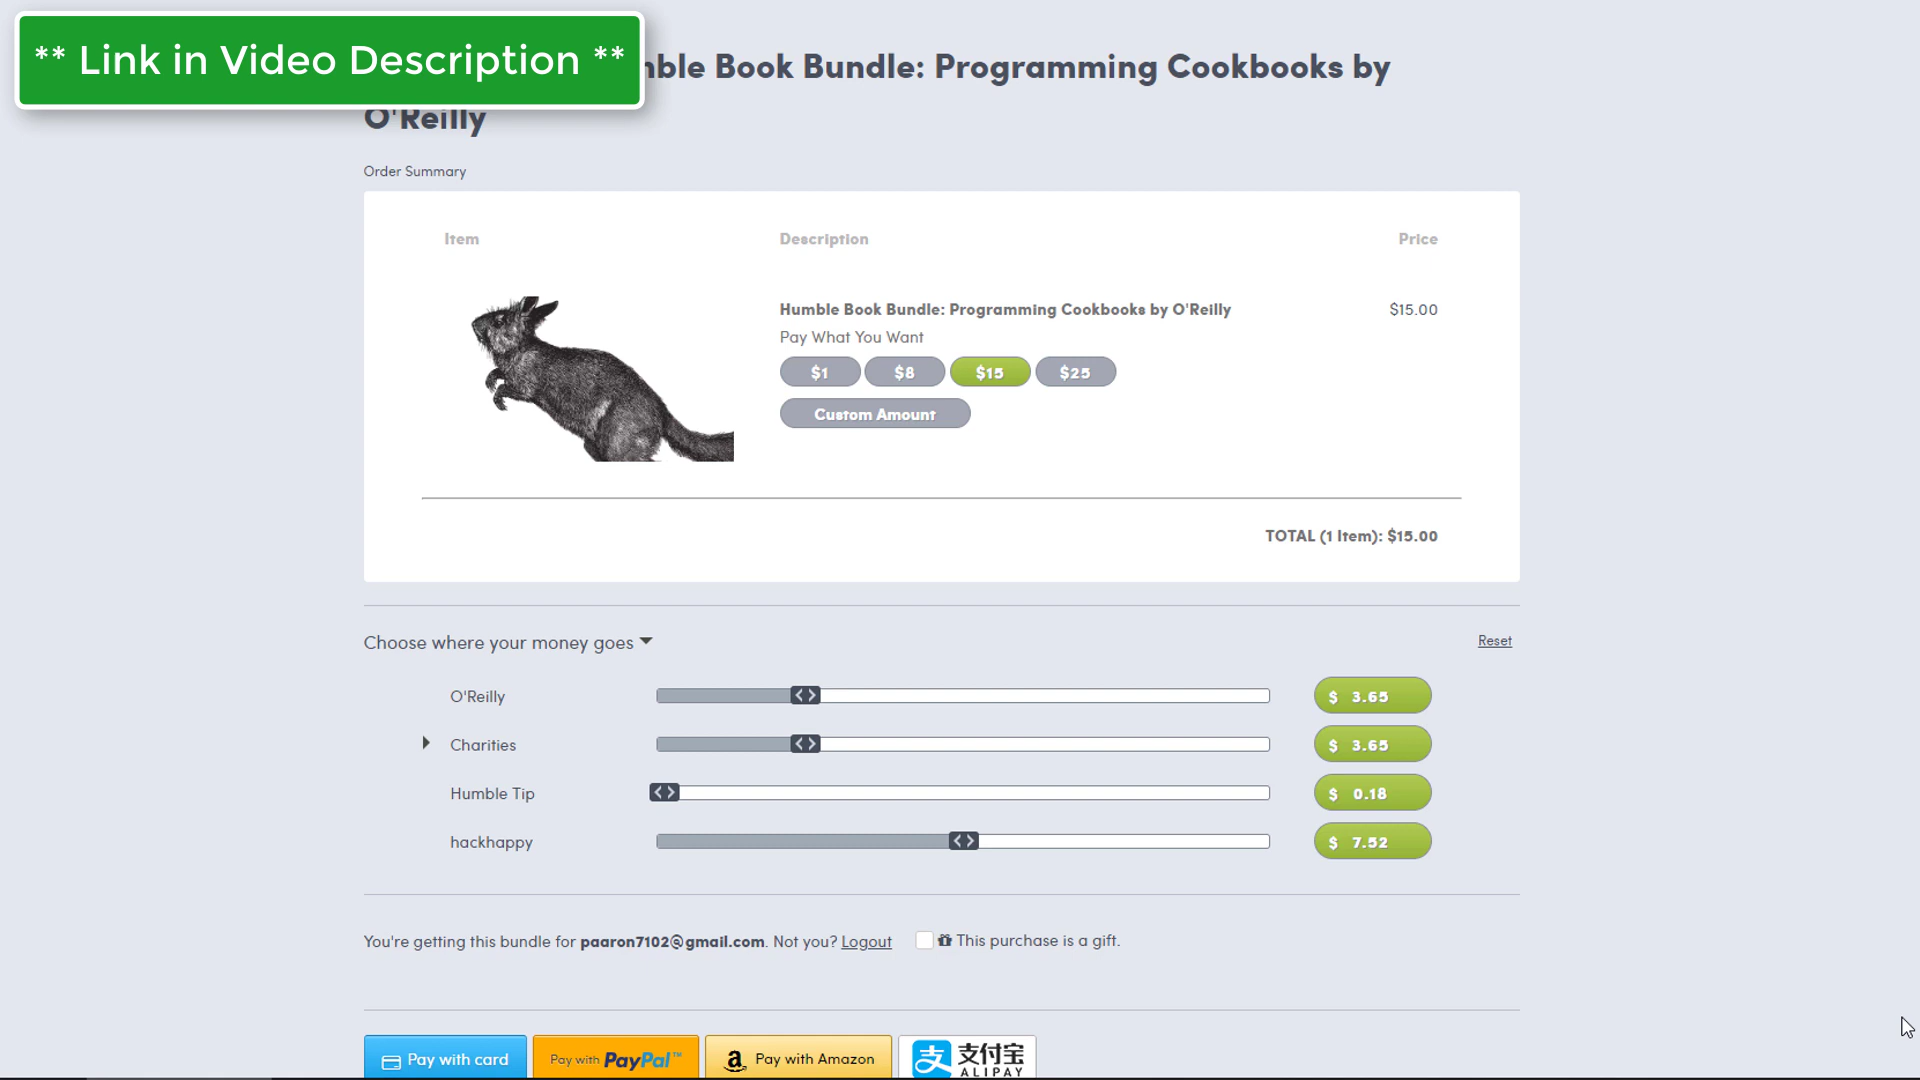 ** Link in Video Description **
mble Book Bundle: Programming Cookbooks by
O'Reilly
Order Summary
Item Description Price
Humble Book Bundle: Programming Cookbooks by O'Reilly $15.00
Pay What You Want
$1 $8 $15 $25
Custom Amount
TOTAL (1 Item): $15.00
Choose where your money goes Reset
O'Reilly $ 3.65
Charities $ 3.65
Humble Tip $ 0.18
hackhappy $ 7.52
You're getting this bundle for paaron7102@gmail.com. Not you? Logout This purchase is a gift.
Pay with card Pay with PayPal™ a Pay with Amazon 支 支付宝
ALIPAY